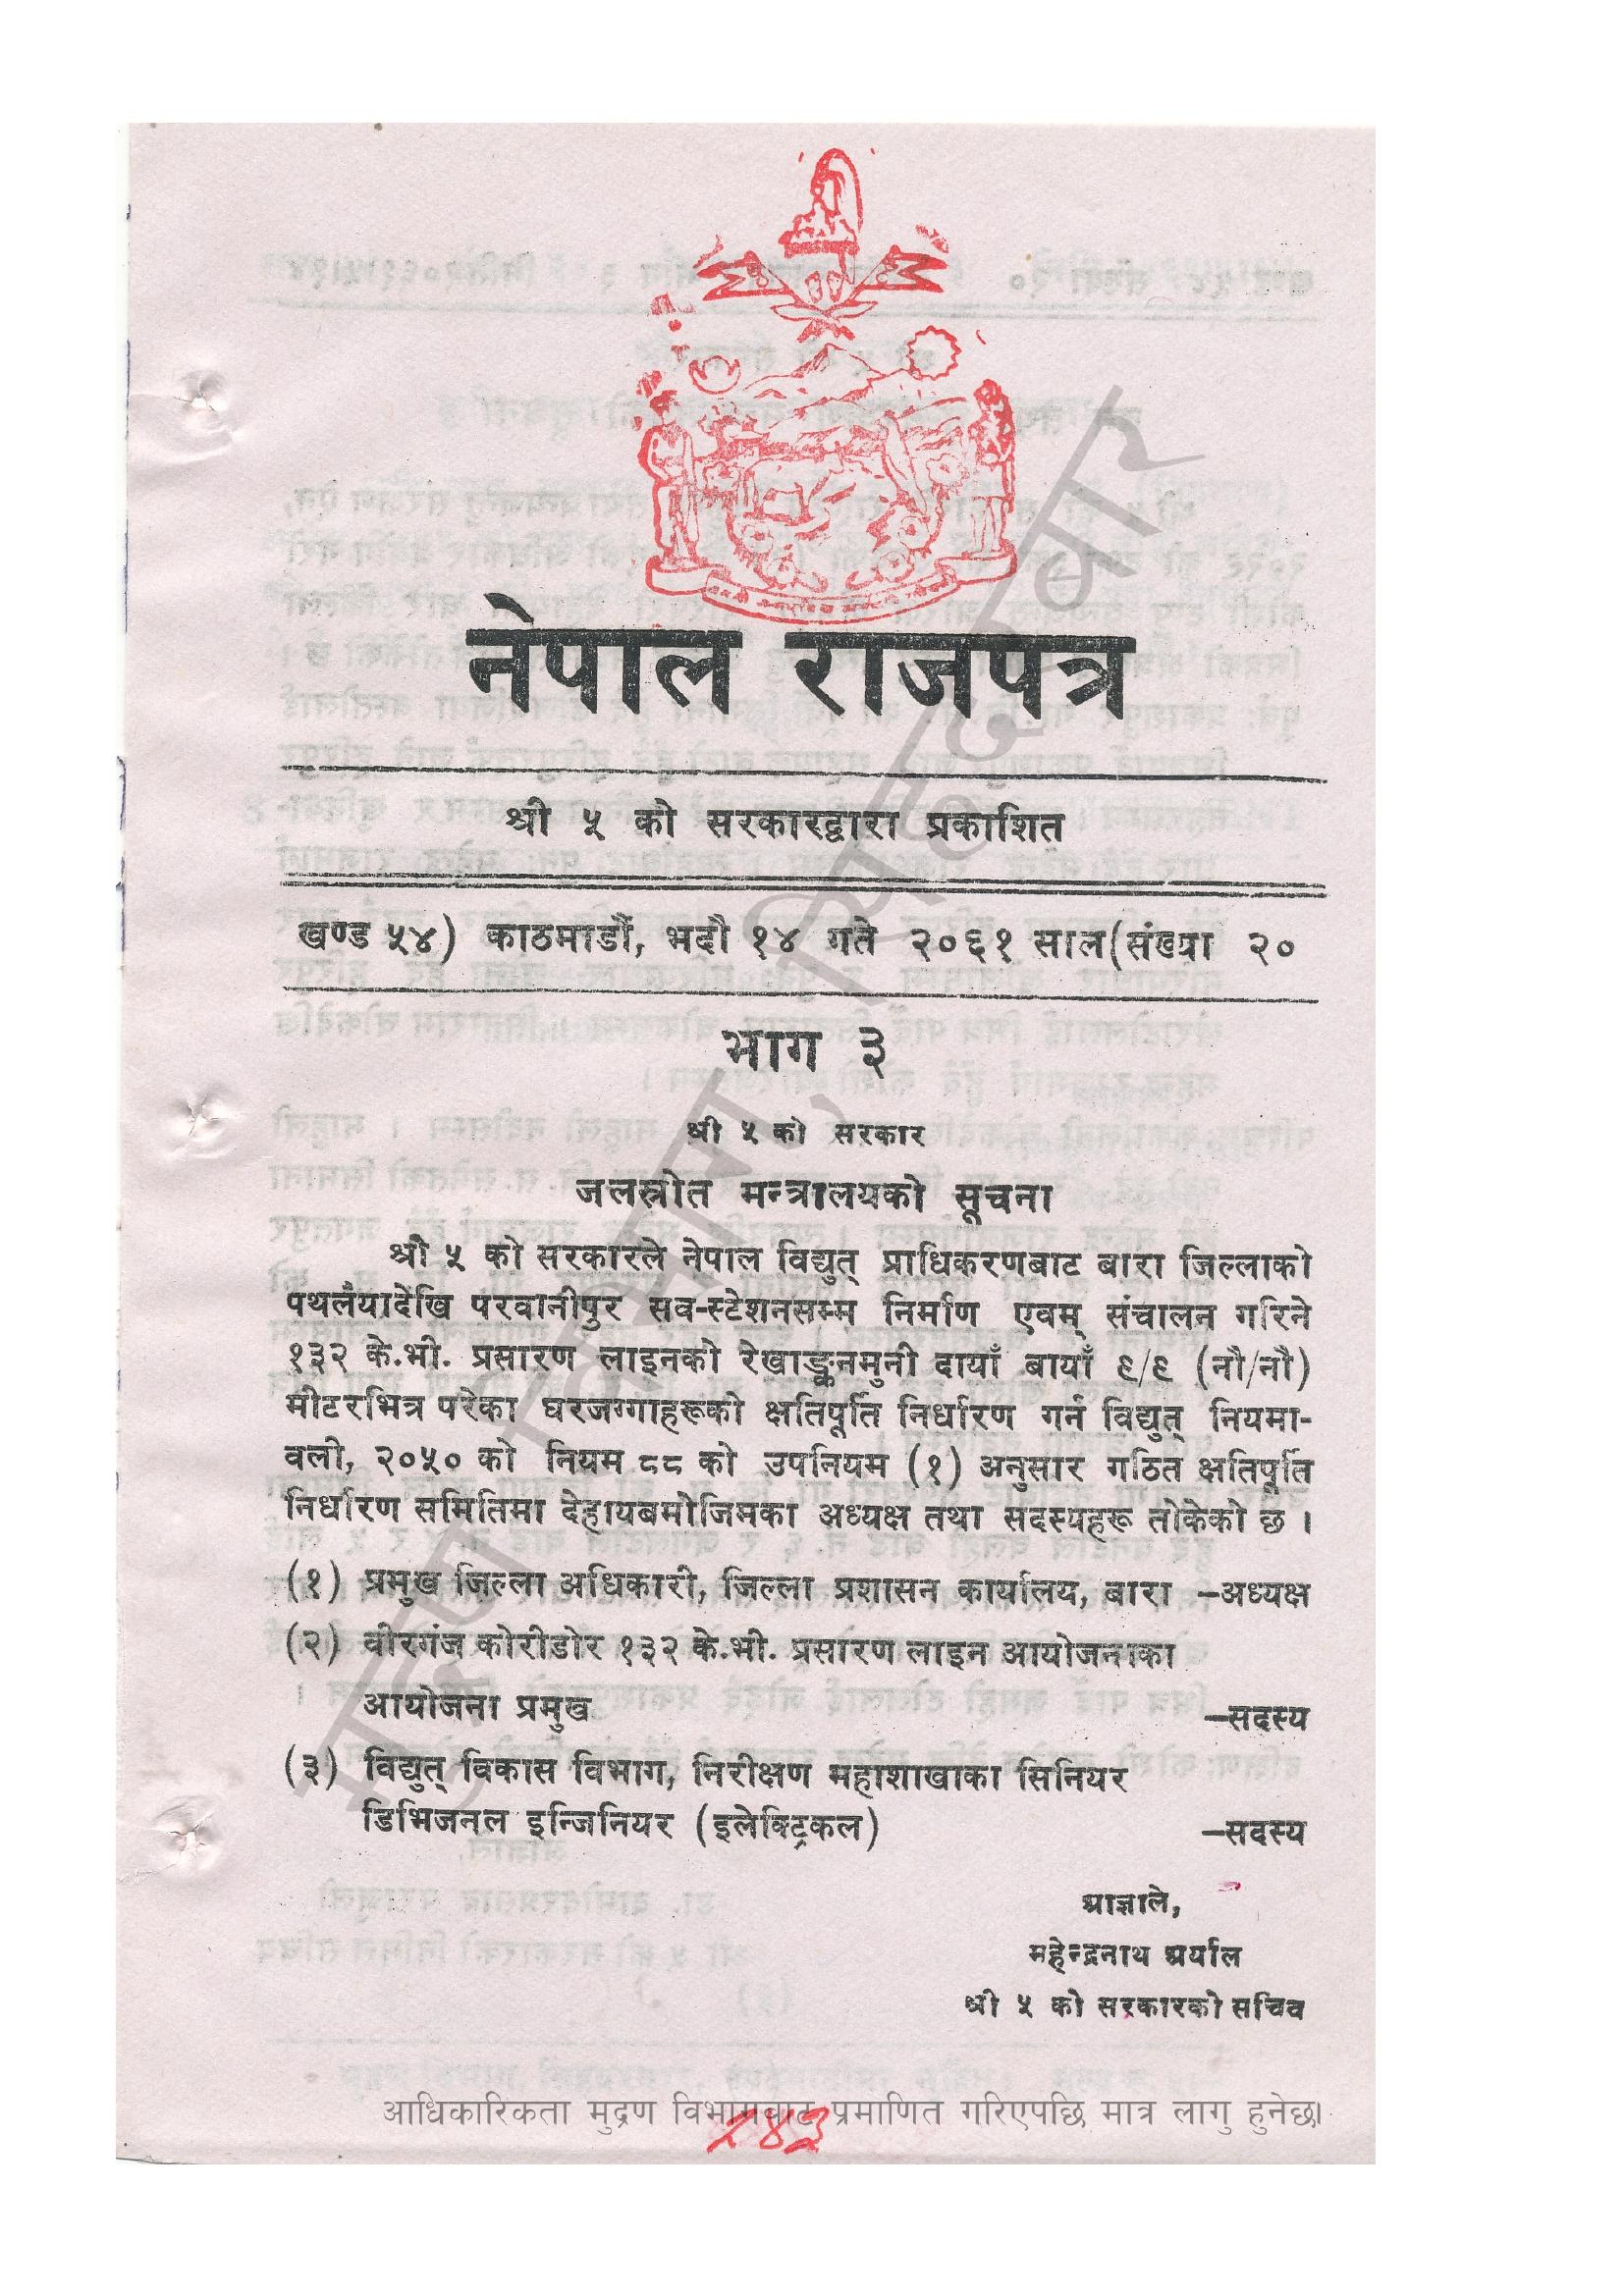 नेपाल राजपत्र
श्री ५ को सरकारद्वारा प्रकाशित
खण्ड ५४) काठमाडौं, भदौ १४ गते २०६१ साल(संख्या २०
भाग ३
श्री ५ को सरकार
जलस्रोत मन्त्रालयको सूचना
श्री ५ को सरकारले नेपाल विद्युत् प्राधिकरणबाट बारा जिल्लाको
पथलैयादेखि परवानीपुर सव-स्टेशनसम्म निर्माण एवम् संचालन गरिने
१३२ के.भी. प्रसारण लाइनको रेखाङ्कनमुनी दायाँ बायाँ ९/९ (नौ/नौ)
मीटरभित्र परेका घरजग्गाहरूको क्षतिपूर्ति निर्धारण गर्न विद्युत् नियमा-
वली, २०५० को नियम ८८ को उपनियम (१) अनुसार गठित क्षतिपूर्ति
निर्धारण समितिमा देहायबमोजिमका अध्यक्ष तथा सदस्यहरू तोकेको छ ।
(१) प्रमुख जिल्ला अधिकारी, जिल्ला प्रशासन कार्यालय, बारा –अध्यक्ष
(२) वीरगंज कोरीडोर १३२ के.भी. प्रसारण लाइन आयोजनाका
आयोजना प्रमुख –सदस्य
(३) विद्युत् विकास विभाग, निरीक्षण महाशाखाका सिनियर
डिभिजनल इन्जिनियर (इलेक्ट्रिकल) –सदस्य
आज्ञाले,
महेन्द्रनाथ अर्याल
श्री ५ को सरकारको सचिव
आधिकारिकता मुद्रण विभागबाट प्रमाणित गरिएपछि मात्र लागु हुनेछ।